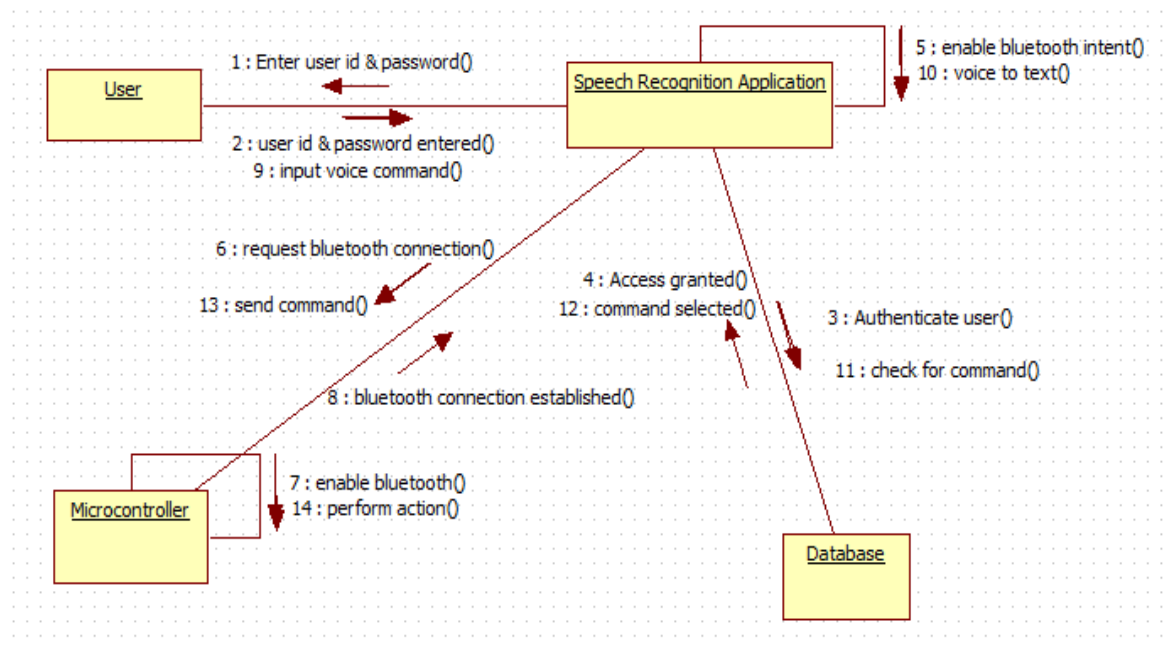 1 : Enter user id & password()
User
2 : user id & password entered()
9 : input voice command()
Speech Recognition Application
5 : enable bluetooth intent()
10 : voice to text()
6 : request bluetooth connection()
13 : send command()
8 : bluetooth connection established()
4 : Access granted()
12 : command selected()
3 : Authenticate user()
11 : check for command()
7 : enable bluetooth()
14 : perform action()
Microcontroller
Database